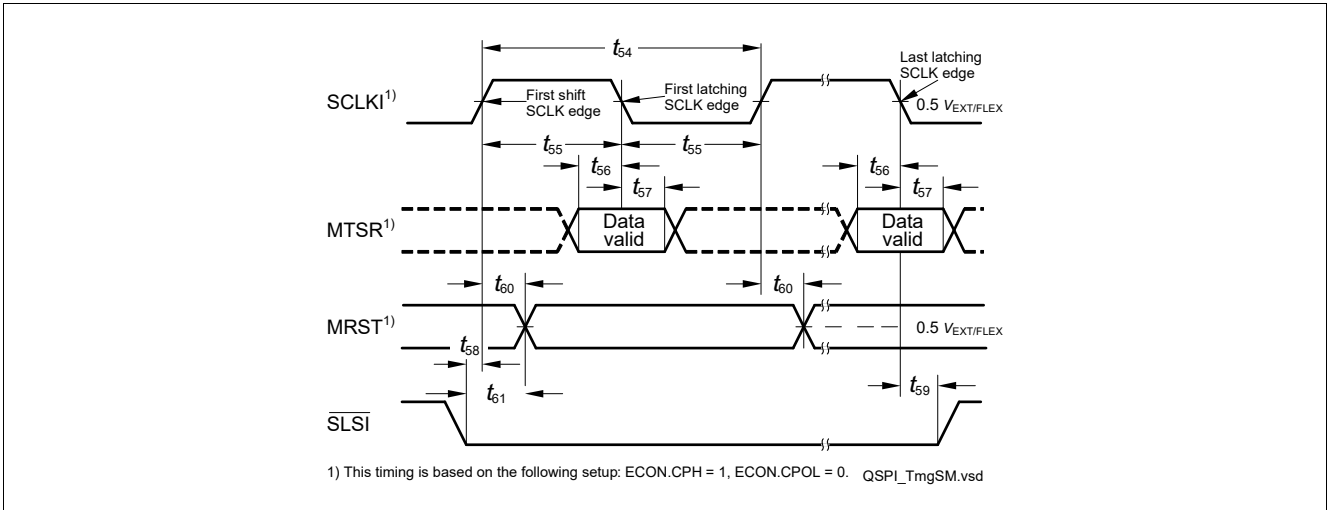 t54
SCLKI1)
First shift
SCLK edge
First latching
SCLK edge
Last latching
SCLK edge
0.5 VEXT/FLEX
t55
t55
t56
t56
t57
t57
MTSR1)
Data
valid
Data
valid
t60
t60
MRST1)
0.5 VEXT/FLEX
t58
t61
t59
SLSI
1) This timing is based on the following setup: ECON.CPH = 1, ECON.CPOL = 0.
QSPI_TmgSM.vsd